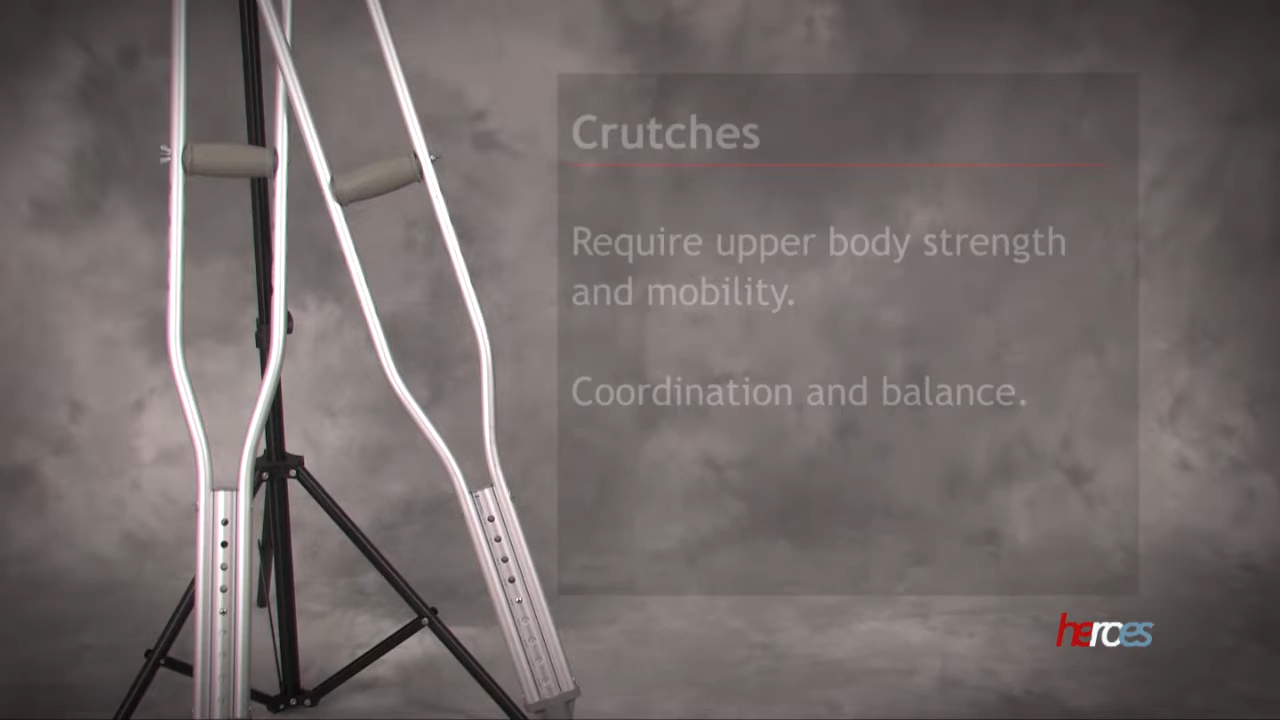 Crutches
Require upper body strength
and mobility.
Coordination and balance.
heroes